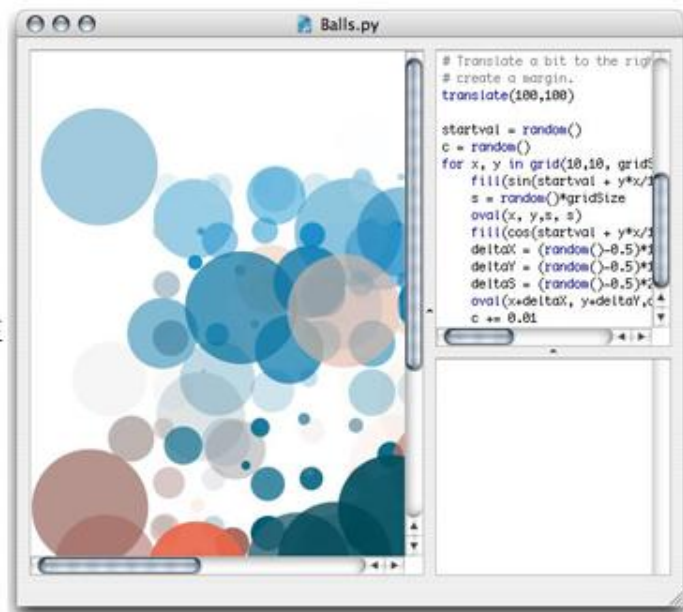 Balls.py
# Translate a bit to the righ
# create a margin.
translate(100,100)
startval = random()
c = random()
for x, y in grid(10,10, gridS
fill(sin(startval + y*x/1
s = random()*gridSize
oval(x, y,s, s)
fill(cos(startval + y*x/1
deltaX = (random()-0.5)*1
deltaY = (random()-0.5)*1
deltaS = (random()-0.5)*2
oval(x+deltaX, y+deltaY,d
c += 0.01